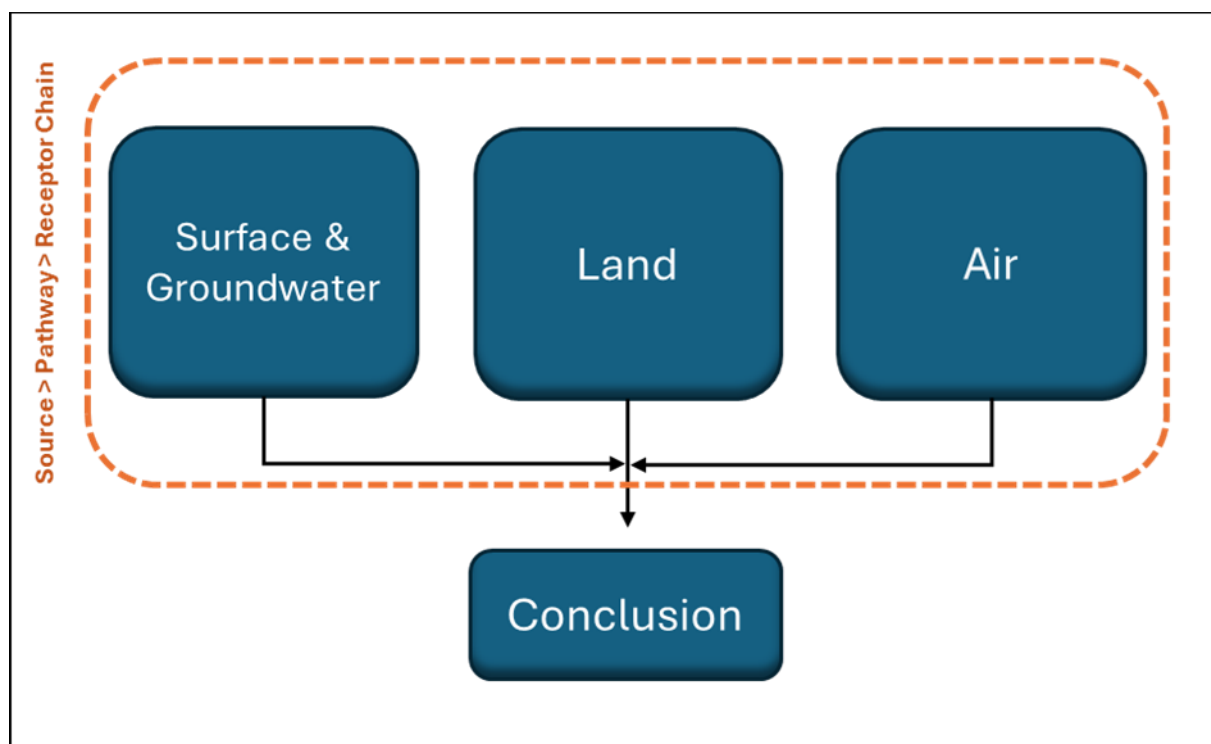 Source > Pathway > Receptor Chain
Surface &
Groundwater
Land
Air
Conclusion